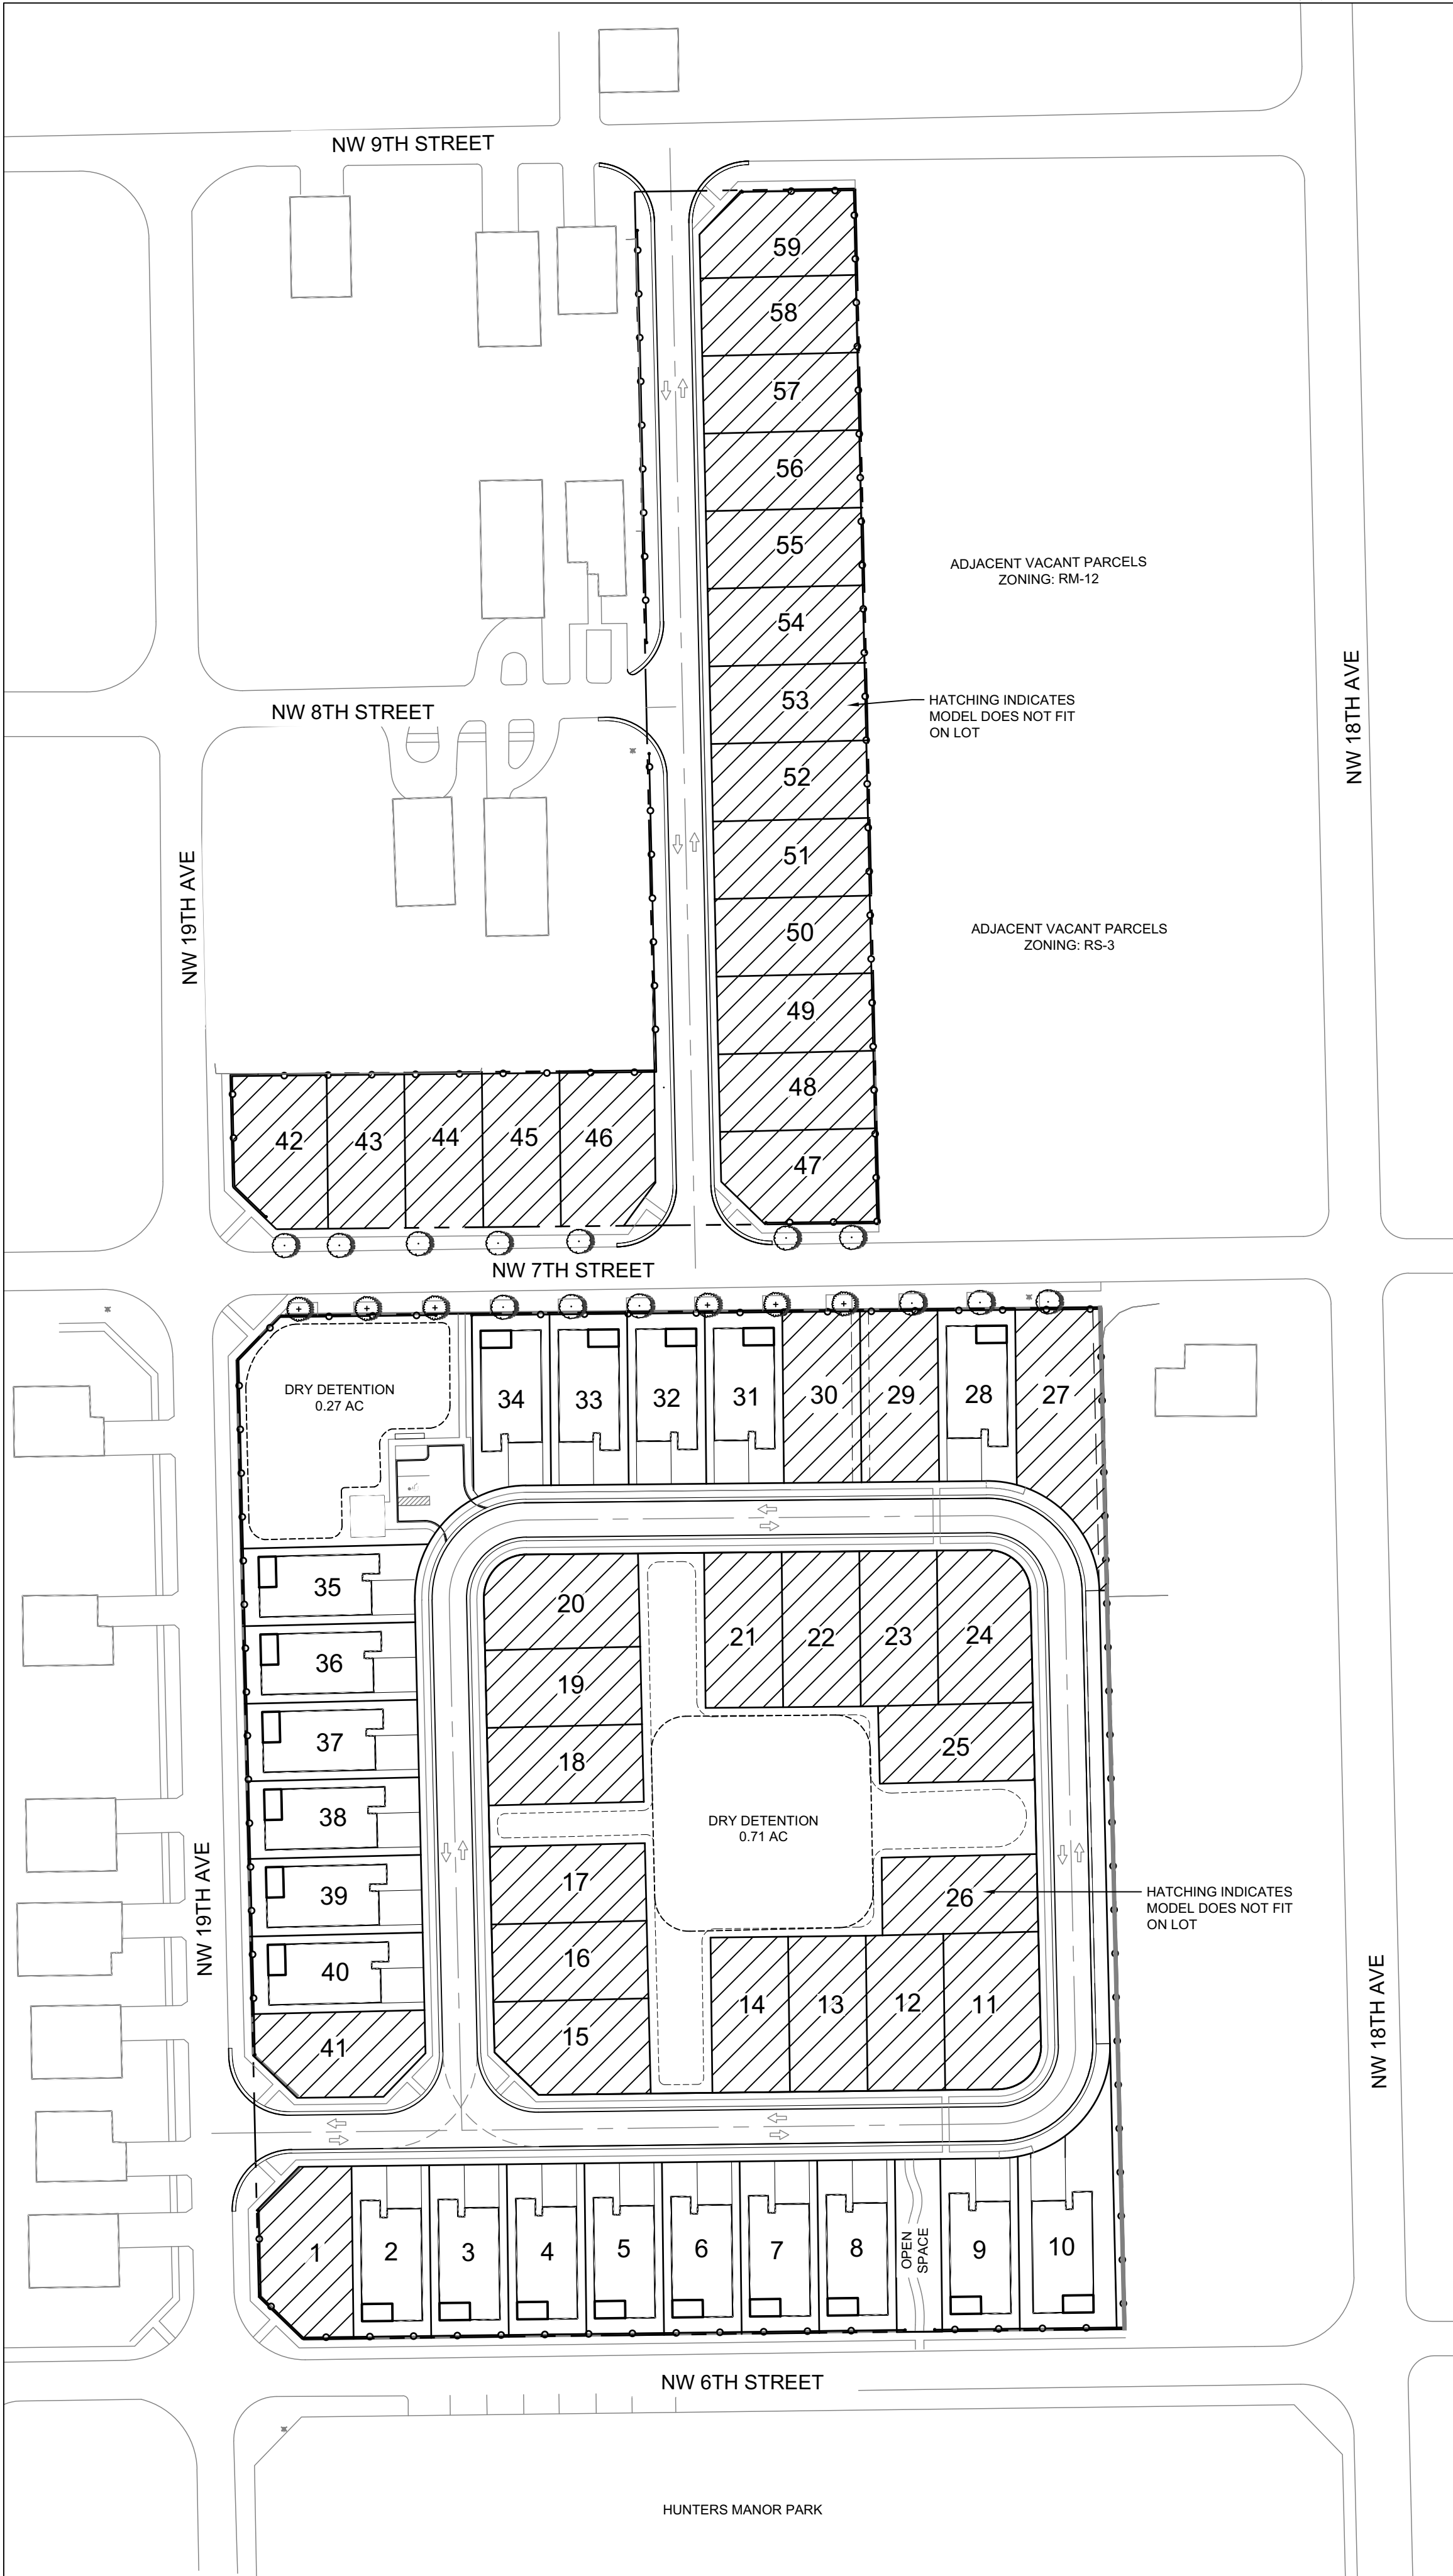 NW 9TH STREET
59
58
57
56
55
ADJACENT VACANT PARCELS
ZONING: RM-12
54
53
HATCHING INDICATES
MODEL DOES NOT FIT
ON LOT
NW 8TH STREET
NW 18TH AVE
52
51
NW 19TH AVE
50
ADJACENT VACANT PARCELS
ZONING: RS-3
49
48
42
43
44
45
46
47
NW 7TH STREET
DRY DETENTION
0.27 AC
34
33
32
31
30
29
28
27
35
20
36
21
22
23
24
19
37
18
25
38
DRY DETENTION
0.71 AC
39
17
26
HATCHING INDICATES
MODEL DOES NOT FIT
ON LOT
NW 19TH AVE
40
16
14
13
12
11
41
15
NW 18TH AVE
1
2
3
4
5
6
7
8
OPEN
SPACE
9
10
NW 6TH STREET
HUNTERS MANOR PARK